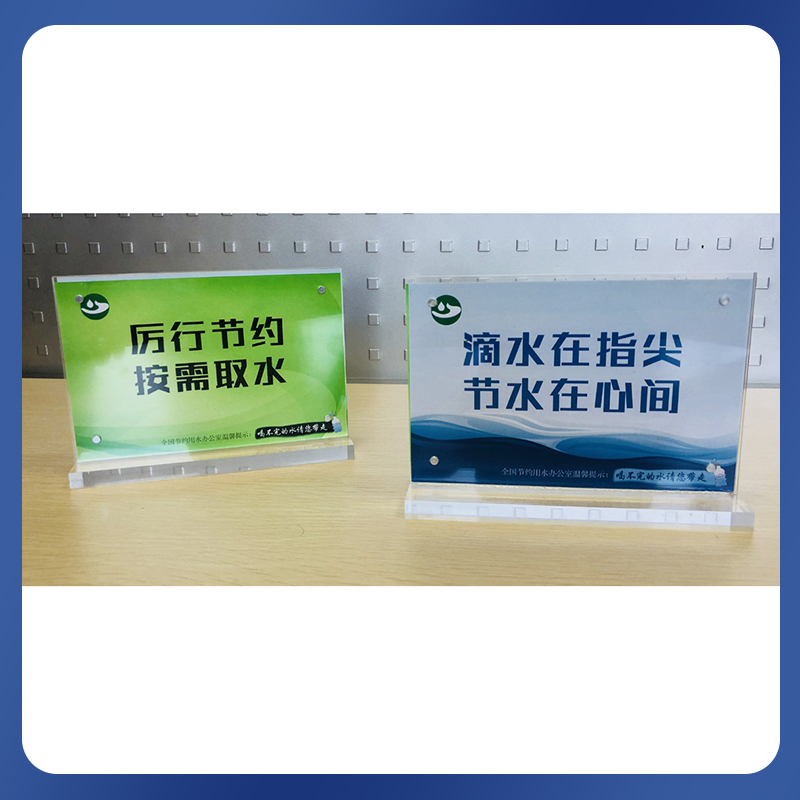 厉行节约
按需取水
全国节约用水办公室温馨提示:
喝不完的水请您带走
滴水在指尖
节水在心间
全国节约用水办公室温馨提示:
喝不完的水请您带走